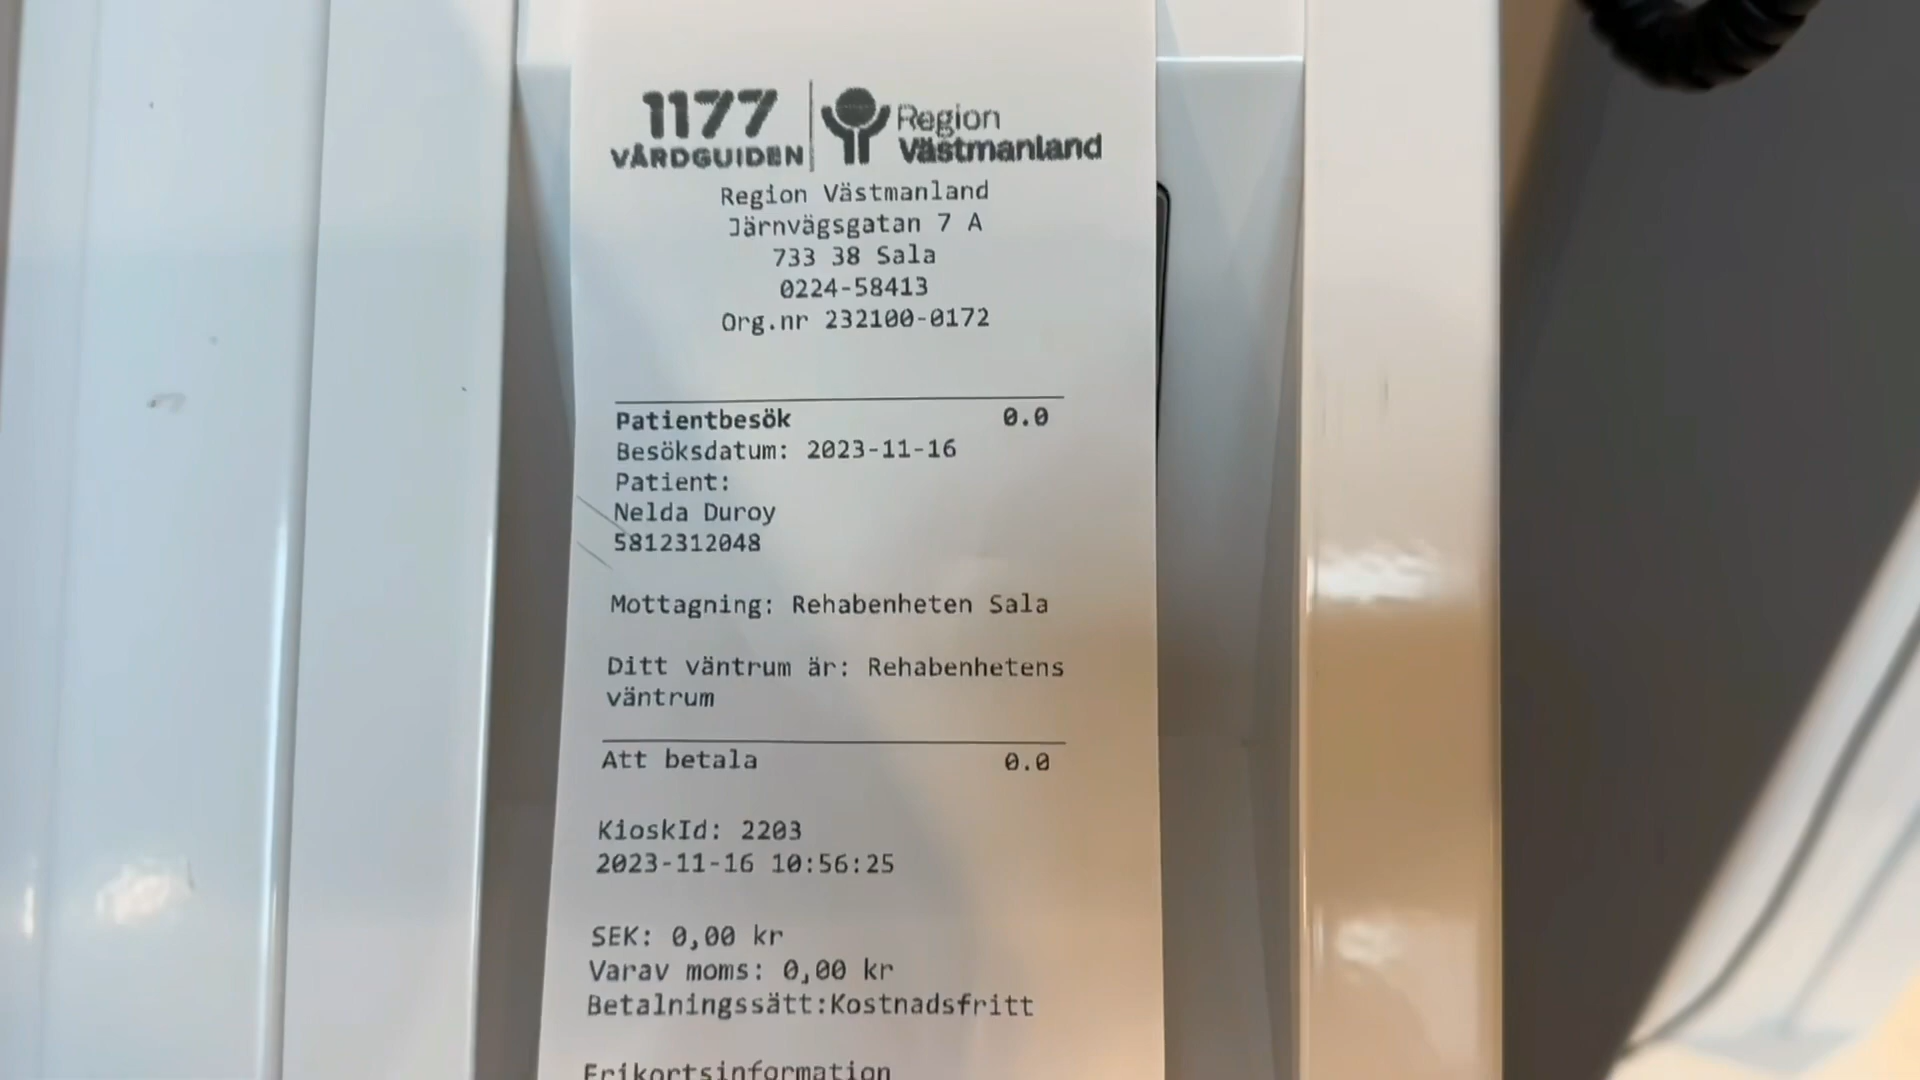 1177
VÅRDGUIDEN
Region
Västmanland
Region Västmanland
Järnvägsgatan 7 A
733 38 Sala
0224-58413
Org.nr 232100-0172
Patientbesök 0.0
Besöksdatum: 2023-11-16
Patient:
Nelda Duroy
5812312048
Mottagning: Rehabenheten Sala
Ditt väntrum är: Rehabenhetens
väntrum
Att betala 0.0
KioskId: 2203
2023-11-16 10:56:25
SEK: 0,00 kr
Varav moms: 0,00 kr
Betalningssätt:Kostnadsfritt
Frikortsinformation